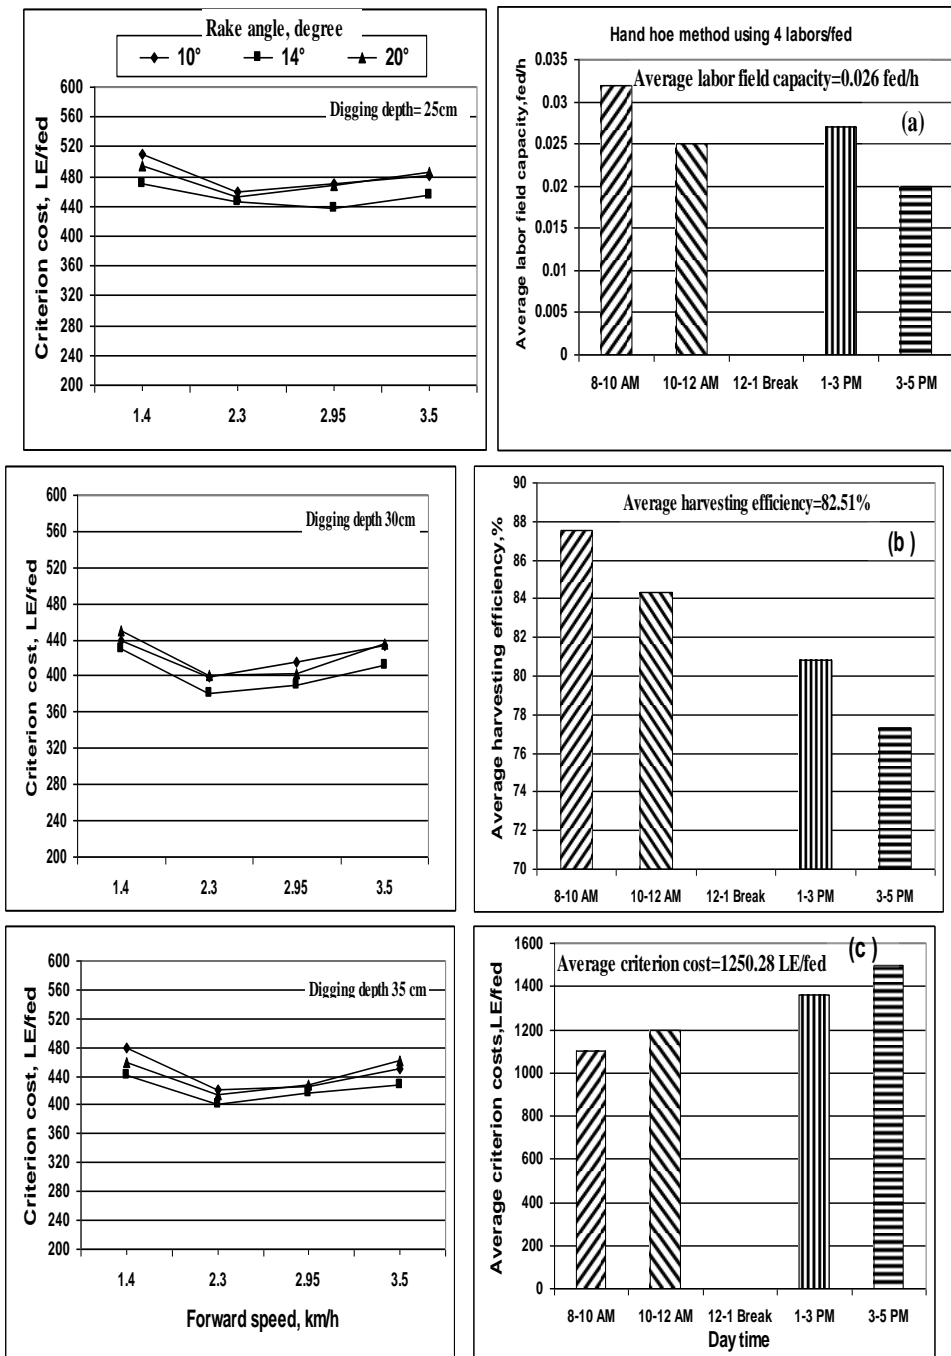 Rake angle, degree
10° 14° 20°
Digging depth= 25cm
Criterion cost, LE/fed
600
560
520
480
440
400
360
320
280
240
200
1.4 2.3 2.95 3.5
Hand hoe method using 4 labors/fed
Average labor field capacity=0.026 fed/h
(a)
Average labor field capacity,fed/h
0.035
0.03
0.025
0.02
0.015
0.01
0.005
0
8-10 AM 10-12 AM 12-1 Break 1-3 PM 3-5 PM
Digging depth 30cm
Criterion cost, LE/fed
600
560
520
480
440
400
360
320
280
240
200
1.4 2.3 2.95 3.5
Average harvesting efficiency=82.51%
(b )
Average harvesting efficiency,%
90
88
86
84
82
80
78
76
74
72
70
8-10 AM 10-12 AM 12-1 Break 1-3 PM 3-5 PM
Digging depth 35 cm
Criterion cost, LE/fed
600
560
520
480
440
400
360
320
280
240
200
1.4 2.3 2.95 3.5
Forward speed, km/h
(c )
Average criterion cost=1250.28 LE/fed
Average criterion costs,LE/fed
1600
1400
1200
1000
800
600
400
200
0
8-10 AM 10-12 AM 12-1 Break 1-3 PM 3-5 PM
Day time